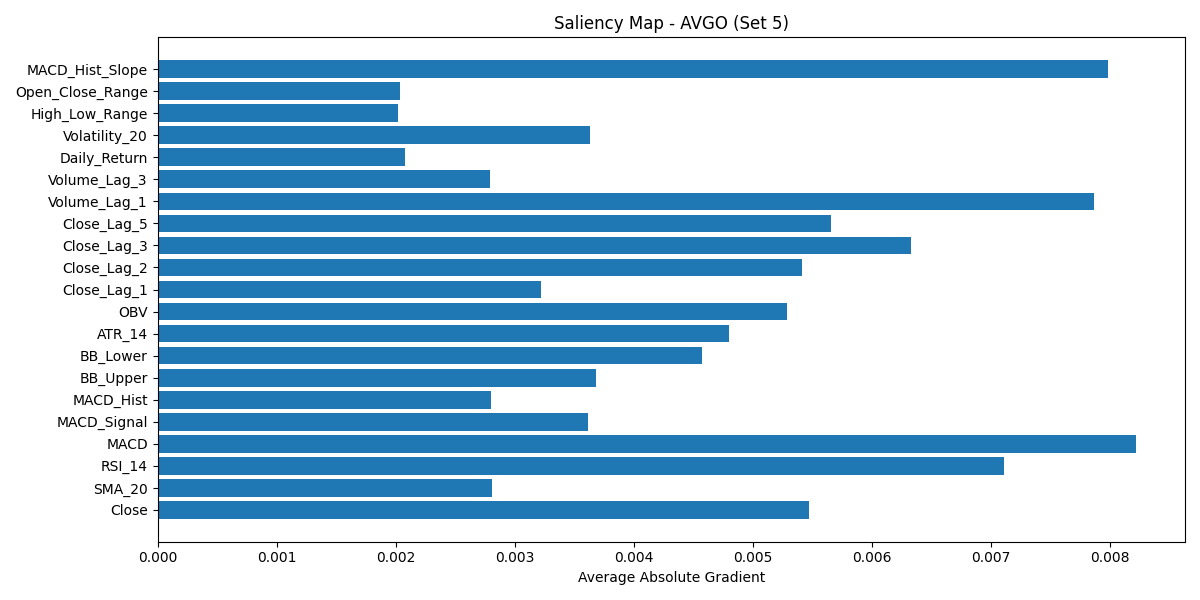 Saliency Map - AVGO (Set 5)
MACD_Hist_Slope
Open_Close_Range
High_Low_Range
Volatility_20
Daily_Return
Volume_Lag_3
Volume_Lag_1
Close_Lag_5
Close_Lag_3
Close_Lag_2
Close_Lag_1
OBV
ATR_14
BB_Lower
BB_Upper
MACD_Hist
MACD_Signal
MACD
RSI_14
SMA_20
Close
0.000 0.001 0.002 0.003 0.004 0.005 0.006 0.007 0.008
Average Absolute Gradient